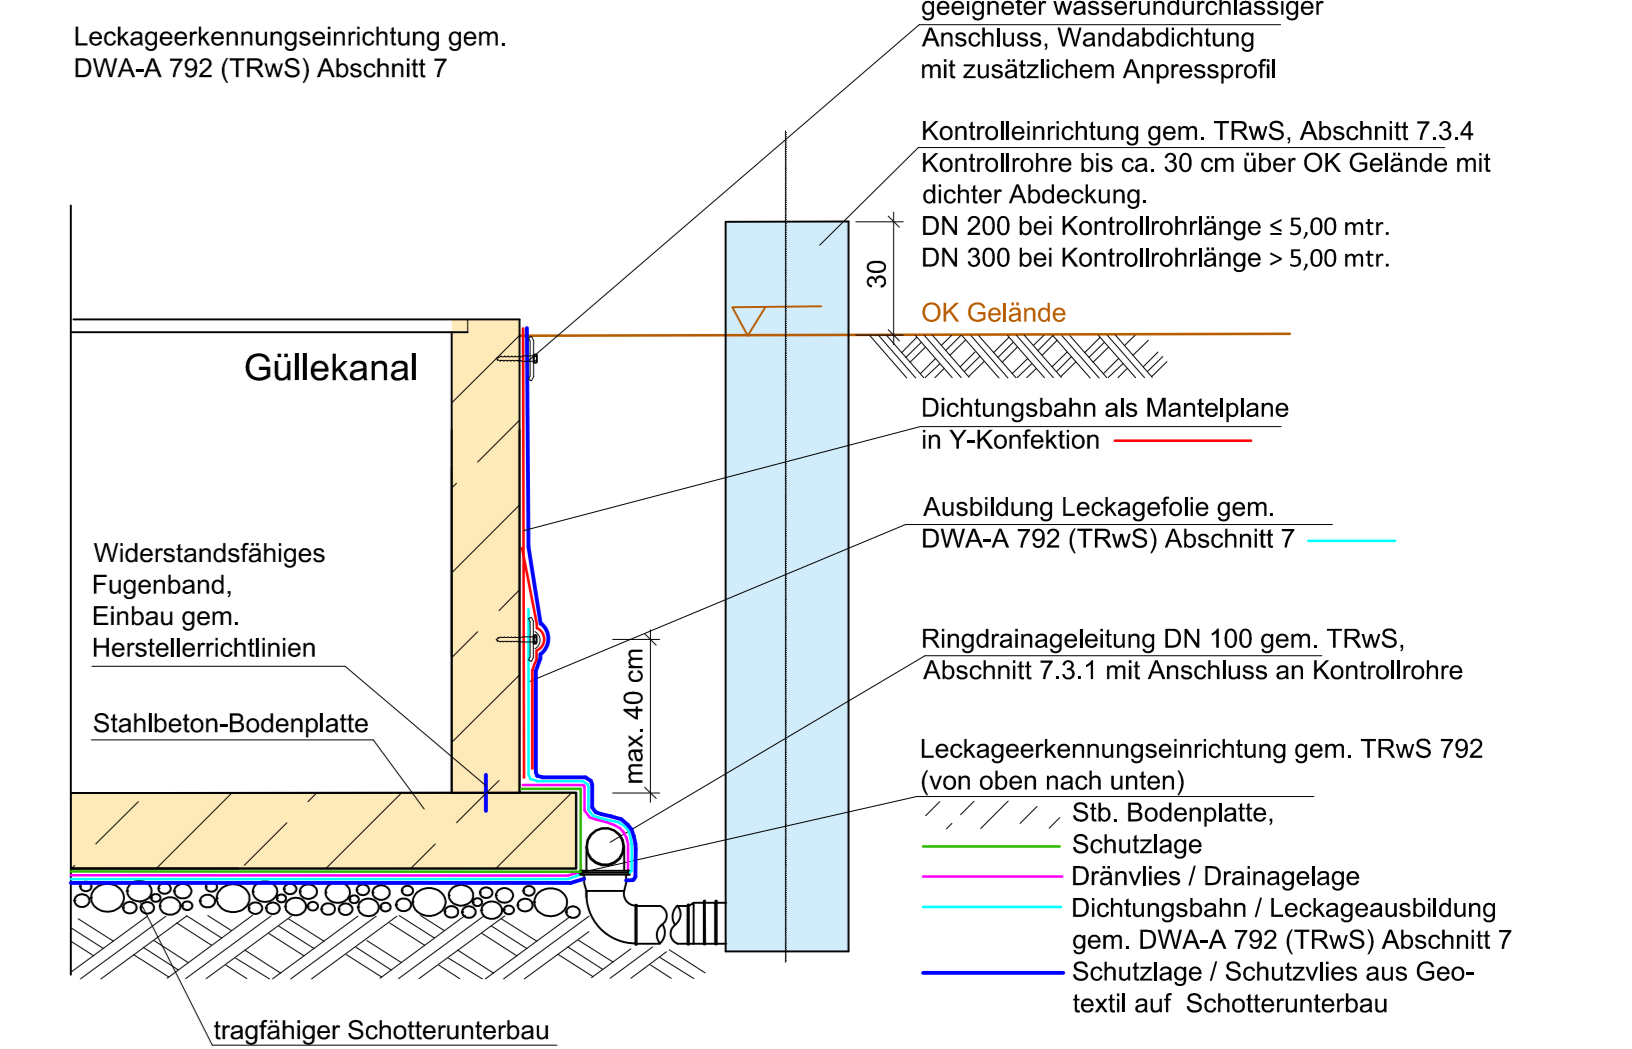 Leckageerkennungseinrichtung gem.
DWA-A 792 (TRwS) Abschnitt 7
geeigneter wasserundurchlässiger
Anschluss, Wandabdichtung
mit zusätzlichem Anpressprofil
Kontrolleinrichtung gem. TRwS, Abschnitt 7.3.4
Kontrollrohre bis ca. 30 cm über OK Gelände mit
dichter Abdeckung.
DN 200 bei Kontrollrohrlänge ≤ 5,00 mtr.
DN 300 bei Kontrollrohrlänge > 5,00 mtr.
30
OK Gelände
Güllekanal
Dichtungsbahn als Mantelplane
in Y-Konfektion
Ausbildung Leckagefolie gem.
DWA-A 792 (TRwS) Abschnitt 7
Widerstandsfähiges
Fugenband,
Einbau gem.
Herstellerrichtlinien
Stahlbeton-Bodenplatte
max. 40 cm
Ringdrainageleitung DN 100 gem. TRwS,
Abschnitt 7.3.1 mit Anschluss an Kontrollrohre
Leckageerkennungseinrichtung gem. TRwS 792
(von oben nach unten)
Stb. Bodenplatte,
Schutzlage
Dränvlies / Drainagelage
Dichtungsbahn / Leckageausbildung
gem. DWA-A 792 (TRwS) Abschnitt 7
Schutzlage / Schutzvlies aus Geo-
textil auf Schotterunterbau
tragfähiger Schotterunterbau